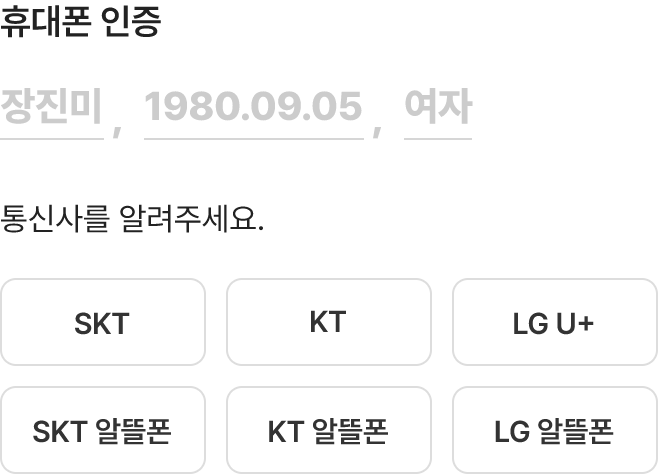 휴대폰 인증
장진미, 1980.09.05, 여자
통신사를 알려주세요.
SKT KT LG U+
SKT 알뜰폰 KT 알뜰폰 LG 알뜰폰